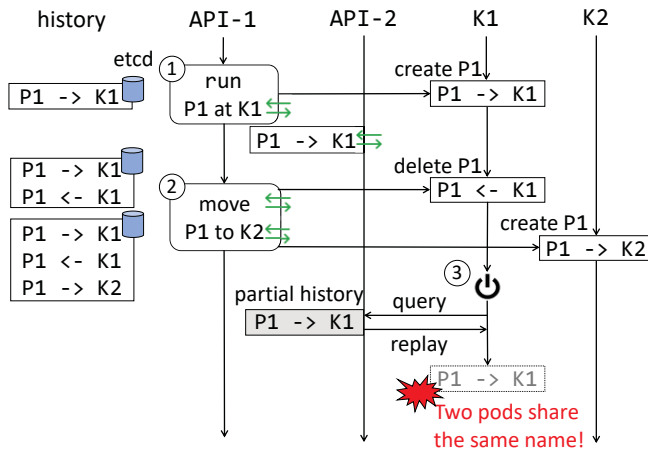 history
API-1
API-2
K1
K2
etcd
1
run
P1 at K1
create P1
P1 -> K1
P1 -> K1
P1 -> K1
P1 -> K1
P1 <- K1
2
move
P1 to K2
delete P1
P1 <- K1
create P1
P1 -> K2
P1 -> K1
P1 <- K1
P1 -> K2
3
partial history
P1 -> K1
query
replay
P1 -> K1
Two pods share
the same name!